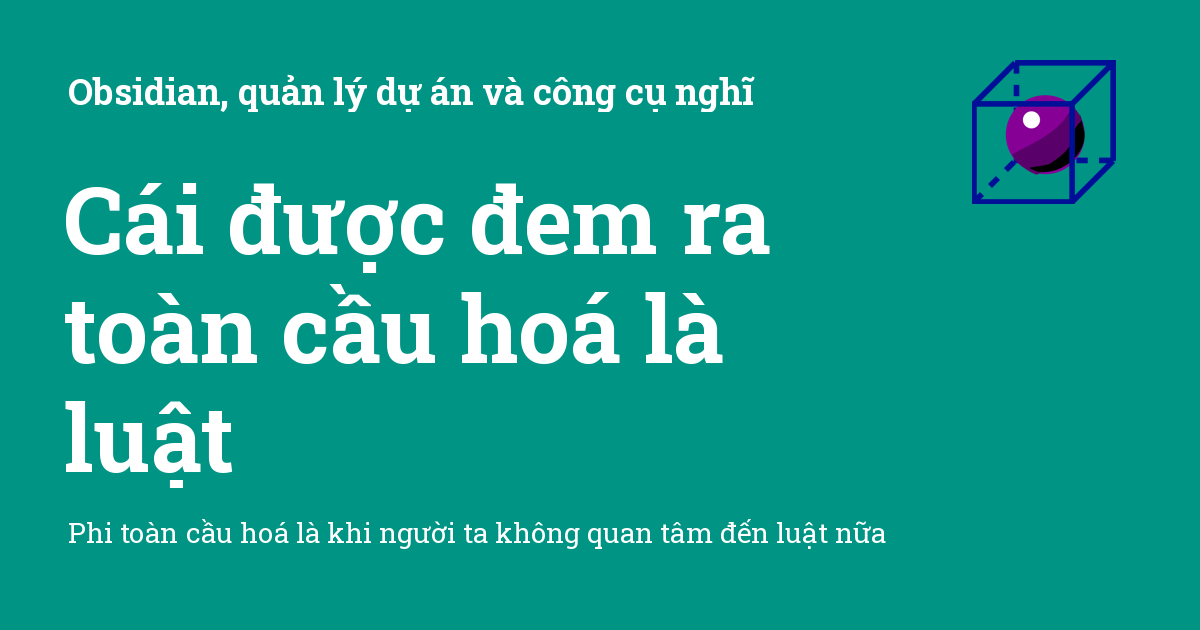 Obsidian, quản lý dự án và công cụ nghĩ
Cái được đem ra
toàn cầu hoá là
luật
Phi toàn cầu hoá là khi người ta không quan tâm đến luật nữa